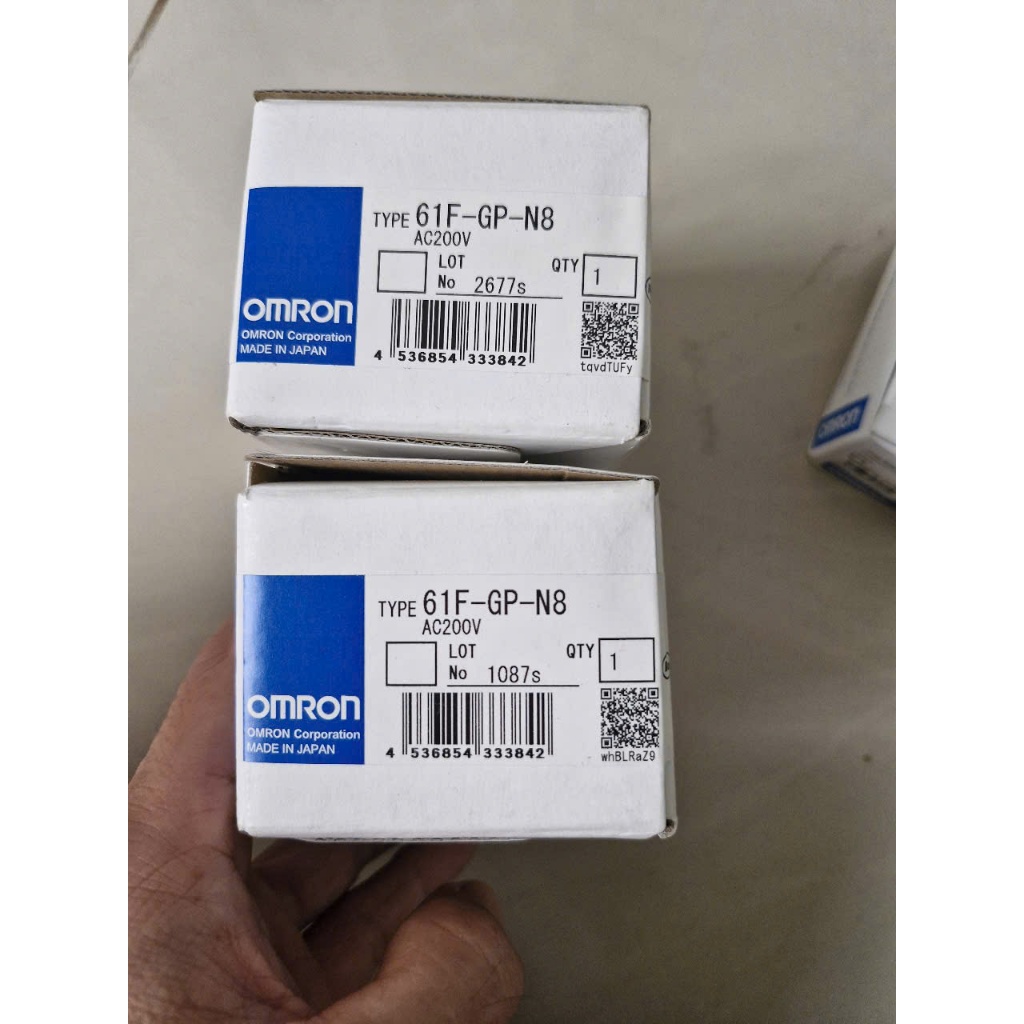 TYPE 61F-GP-N8
AC200V
LOT
No 2677s
QTY 1
OMRON
OMRON Corporation
MADE IN JAPAN
4 536854 333842
tqvdTUFy
TYPE 61F-GP-N8
AC200V
LOT
No 1087s
QTY 1
OMRON
OMRON Corporation
MADE IN JAPAN
4 536854 333842
whBLRaZ9
OMRON